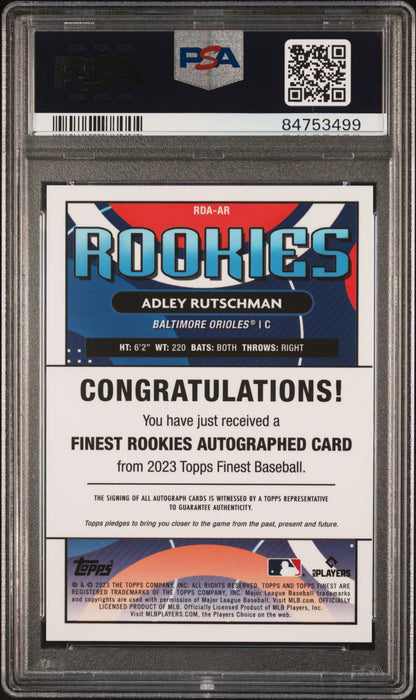 PSA
PSA
84753499
RDA-AR
ROOKIES
ADLEY RUTSCHMAN
BALTIMORE ORIOLES® | C
HT: 6'2" WT: 220 BATS: BOTH THROWS: RIGHT
CONGRATULATIONS!
You have just received a
FINEST ROOKIES AUTOGRAPHED CARD
from 2023 Topps Finest Baseball.
THE SIGNING OF ALL AUTOGRAPH CARDS IS WITNESSED BY A TOPPS REPRESENTATIVE
TO GUARANTEE AUTHENTICITY.
Topps pledges to bring you closer to the game from the past, present and future.
Topps
PLAYERS
® & © 2023 THE TOPPS COMPANY, INC. ALL RIGHTS RESERVED. TOPPS AND TOPPS FINEST ARE
REGISTERED TRADEMARKS OF THE TOPPS COMPANY, INC. Major League Baseball trademarks
and copyrights are used with permission of Major League Baseball. Visit MLB.com. OFFICIALLY
LICENSED PRODUCT OF MLB. Officially Licensed Product of MLB Players, Inc.
Visit MLBPLAYERS.COM, the Players Choice on the web.